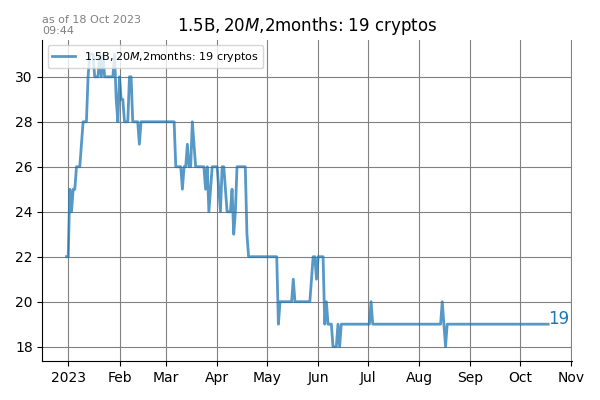 as of 18 Oct 2023
09:44
1.5B, 20M,2months: 19 cryptos
1.5B, 20M,2months: 19 cryptos
30
28
26
24
22
20
18
19
2023 Feb Mar Apr May Jun Jul Aug Sep Oct Nov